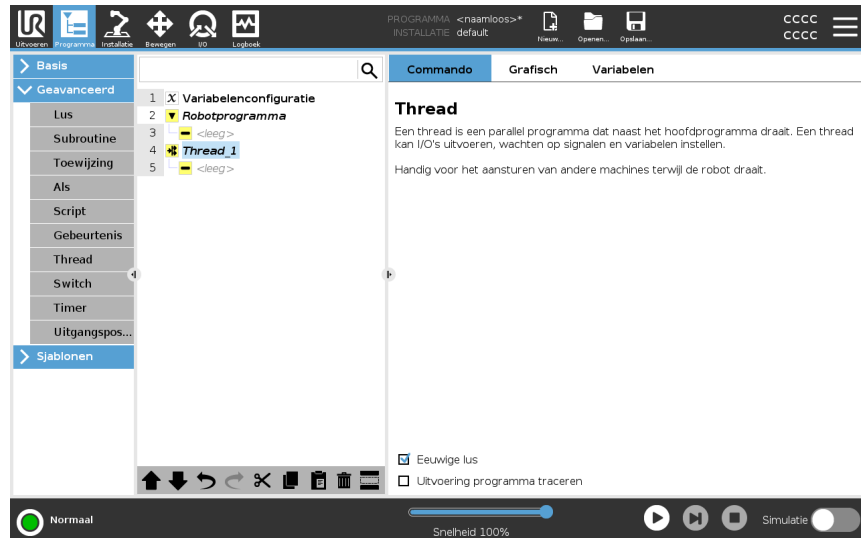 UR
PROGRAMMA <naamloos>*
INSTALLATIE default
Uitvoeren Programma Installatie Bewegen I/O Logboek
Nieuw... Openen... Opslaan...
CCCC
CCCC
Basis
Geavanceerd
Lus
Subroutine
Toewijzing
Als
Script
Gebeurtenis
Thread
Switch
Timer
Uitgangspos...
Sjablonen
1 X Variabelenconfiguratie
2 Robotprogramma
3 <leeg>
4 Thread_1
5 <leeg>
Commando Grafisch Variabelen
Thread
Een thread is een parallel programma dat naast het hoofdprogramma draait. Een thread
kan I/O's uitvoeren, wachten op signalen en variabelen instellen.
Handig voor het aansturen van andere machines terwijl de robot draait.
Eeuwige lus
Uitvoering programma traceren
Normaal
Snelheid 100%
Simulatie